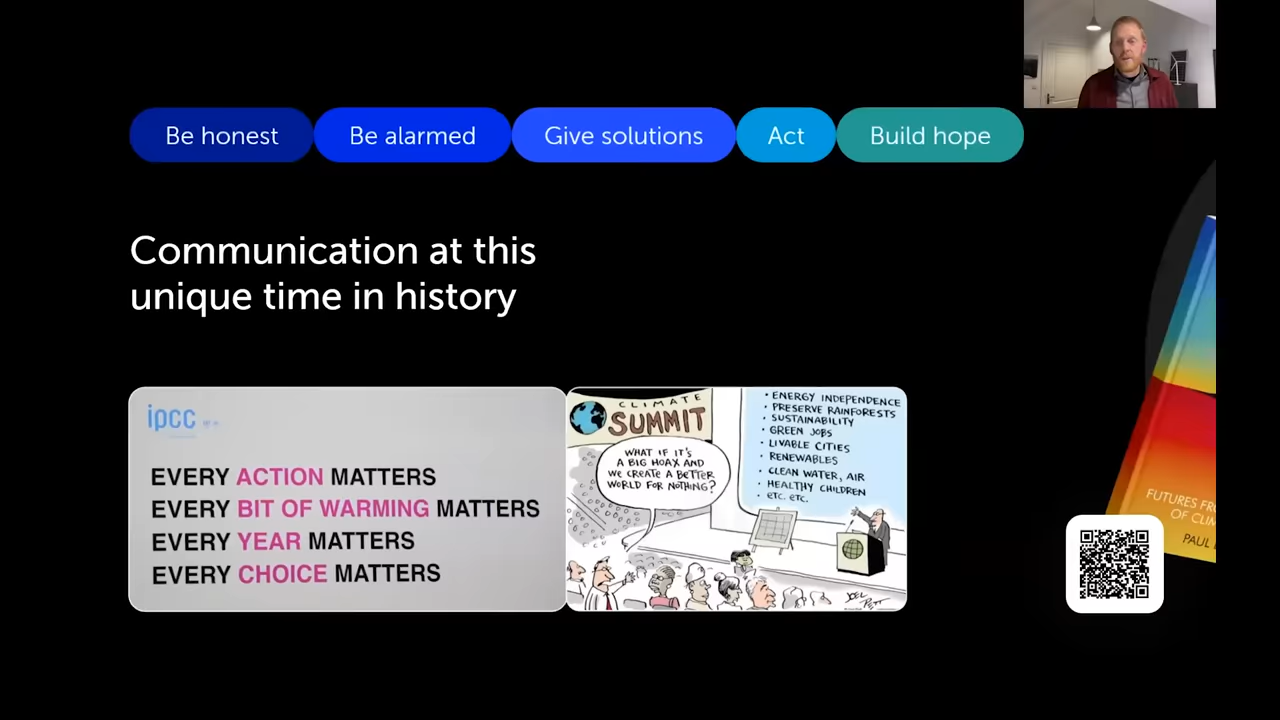 Be honest
Be alarmed
Give solutions
Act
Build hope
Communication at this
unique time in history
ipcc
EVERY ACTION MATTERS
EVERY BIT OF WARMING MATTERS
EVERY YEAR MATTERS
EVERY CHOICE MATTERS
CLIMATE
SUMMIT
WHAT IF IT'S
A BIG HOAX AND
WE CREATE A BETTER
WORLD FOR NOTHING?
• ENERGY INDEPENDENCE
• PRESERVE RAINFORESTS
• SUSTAINABILITY
• GREEN JOBS
• LIVABLE CITIES
• RENEWABLES
• CLEAN WATER, AIR
• HEALTHY CHILDREN
• ETC. ETC.
JOEL
PETT
FUTURES
OF
PAUL